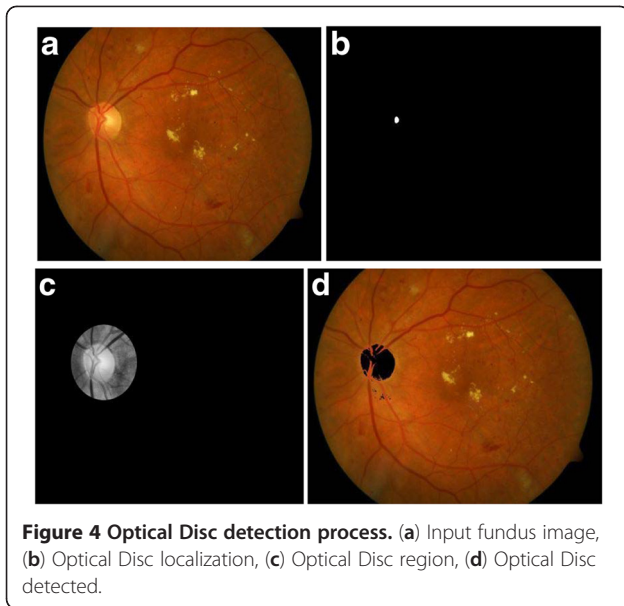 a
b
c
d
Figure 4 Optical Disc detection process. (a) Input fundus image,
(b) Optical Disc localization, (c) Optical Disc region, (d) Optical Disc
detected.